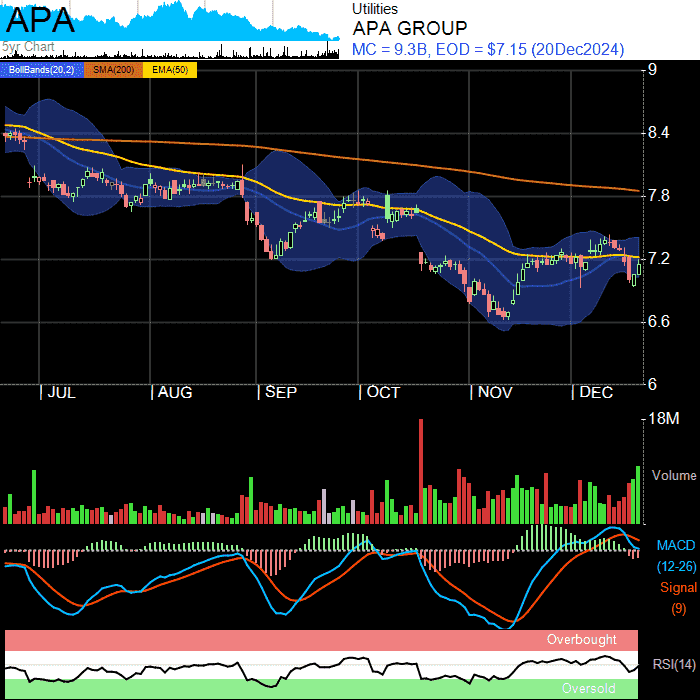 APA
5yr Chart
Utilities
APA GROUP
MC = 9.3B, EOD = $7.15 (20Dec2024)
BollBands(20,2) SMA(200) EMA(50)
9
8.4
7.8
7.2
6.6
6
JUL AUG SEP OCT NOV DEC
18M
Volume
MACD
(12-26)
Signal
(9)
Overbought
RSI(14)
Oversold